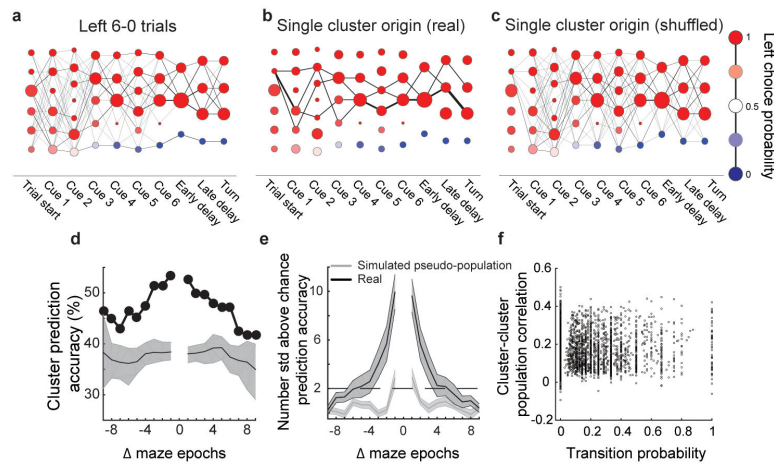 a
Left 6-0 trials
b
Single cluster origin (real)
c
Single cluster origin (shuffled)
1
0.5
0
Left choice probability
Trial start
Cue 1
Cue 2
Cue 3
Cue 4
Cue 5
Cue 6
Early delay
Late delay
Turn
Trial start
Cue 1
Cue 2
Cue 3
Cue 4
Cue 5
Cue 6
Early delay
Late delay
Turn
Trial start
Cue 1
Cue 2
Cue 3
Cue 4
Cue 5
Cue 6
Early delay
Late delay
Turn
d
Cluster prediction
accuracy (%)
50
40
30
-8
-4
0
4
8
Δ maze epochs
e
Simulated pseudo-population
Real
Number std above chance
prediction accuracy
10
6
2
-8
-4
0
4
8
Δ maze epochs
f
Cluster-cluster
population correlation
0.6
0.4
0.2
0
-0.2
0
0.2
0.4
0.6
0.8
1
Transition probability